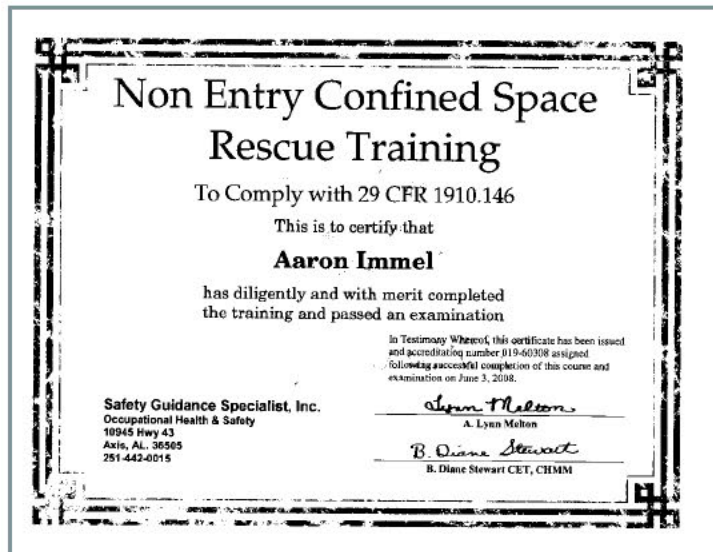 Non Entry Confined Space
Rescue Training
To Comply with 29 CFR 1910.146
This is to certify that
Aaron Immel
has diligently and with merit completed
the training and passed an examination
In Testimony Whereof, this certificate has been issued
and accreditation number 019-60308 assigned
following successful completion of this course and
examination on June 3, 2008.
Safety Guidance Specialist, Inc.
Occupational Health & Safety
10945 Hwy 43
Axis, AL. 36505
251-442-0015
Lynn Melton
A. Lynn Melton
B. Diane Stewart
B. Diane Stewart CET, CHMM